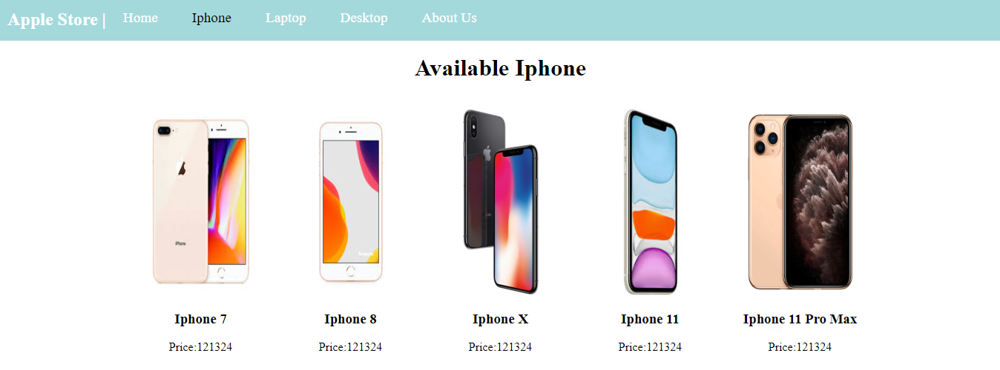 Apple Store | Home Iphone Laptop Desktop About Us
Available Iphone
iPhone
Iphone 7 Iphone 8 Iphone X Iphone 11 Iphone 11 Pro Max
Price:121324 Price:121324 Price:121324 Price:121324 Price:121324